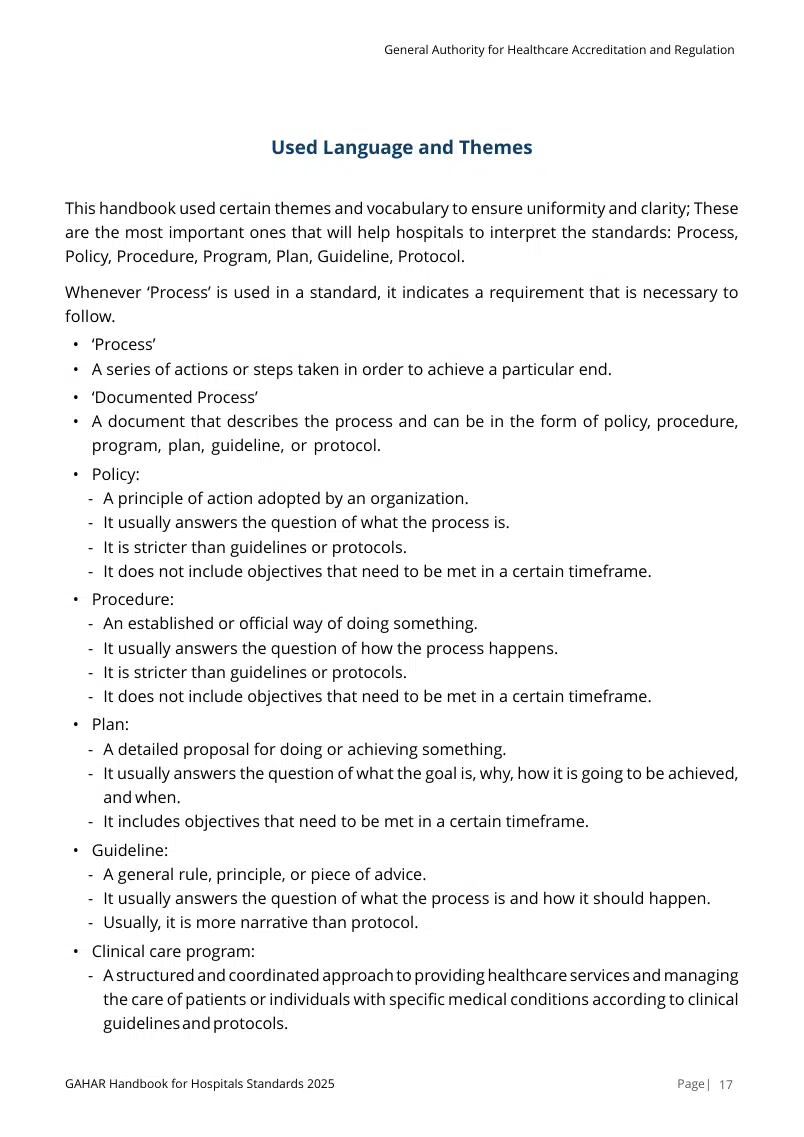 General Authority for Healthcare Accreditation and Regulation
Used Language and Themes
This handbook used certain themes and vocabulary to ensure uniformity and clarity; These
are the most important ones that will help hospitals to interpret the standards: Process,
Policy, Procedure, Program, Plan, Guideline, Protocol.
Whenever ‘Process’ is used in a standard, it indicates a requirement that is necessary to
follow.
• ‘Process’
• A series of actions or steps taken in order to achieve a particular end.
• ‘Documented Process’
• A document that describes the process and can be in the form of policy, procedure,
program, plan, guideline, or protocol.
• Policy:
- A principle of action adopted by an organization.
- It usually answers the question of what the process is.
- It is stricter than guidelines or protocols.
- It does not include objectives that need to be met in a certain timeframe.
• Procedure:
- An established or official way of doing something.
- It usually answers the question of how the process happens.
- It is stricter than guidelines or protocols.
- It does not include objectives that need to be met in a certain timeframe.
• Plan:
- A detailed proposal for doing or achieving something.
- It usually answers the question of what the goal is, why, how it is going to be achieved,
and when.
- It includes objectives that need to be met in a certain timeframe.
• Guideline:
- A general rule, principle, or piece of advice.
- It usually answers the question of what the process is and how it should happen.
- Usually, it is more narrative than protocol.
• Clinical care program:
- A structured and coordinated approach to providing healthcare services and managing
the care of patients or individuals with specific medical conditions according to clinical
guidelines and protocols.
GAHAR Handbook for Hospitals Standards 2025
Page| 17